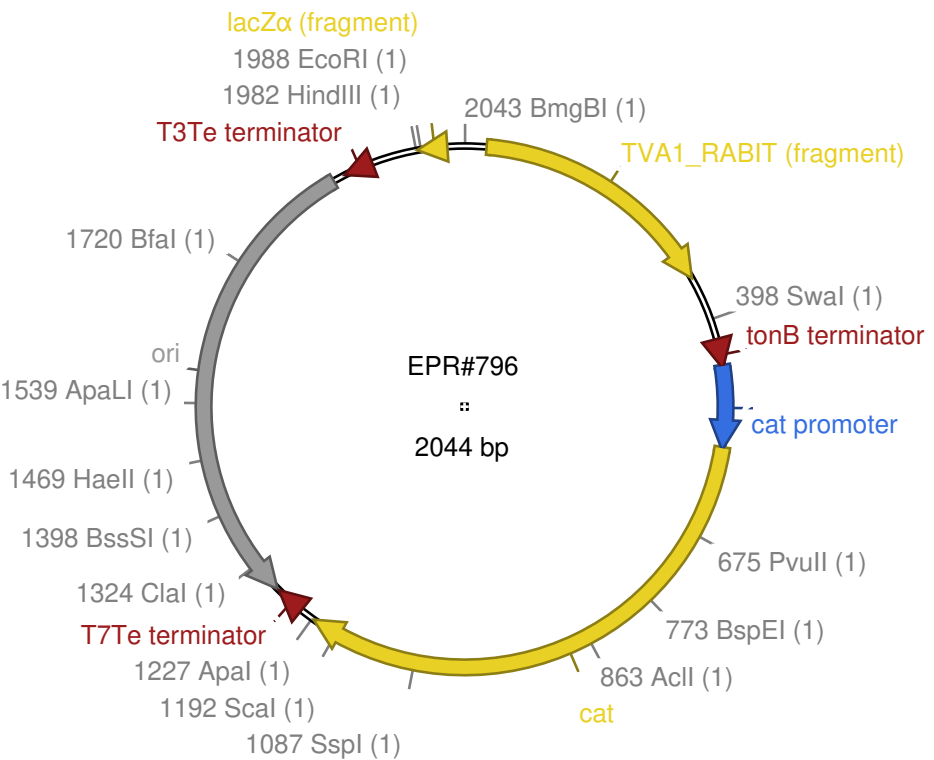 lacZα (fragment)
1988 EcoRI (1)
1982 HindIII (1)
T3Te terminator
2043 BmgBI (1)
TVA1_RABIT (fragment)
1720 BfaI (1)
398 SwaI (1)
tonB terminator
ori
EPR#796
1539 ApaLI (1)
cat promoter
2044 bp
1469 HaeII (1)
1398 BssSI (1)
675 PvuII (1)
1324 ClaI (1)
773 BspEI (1)
T7Te terminator
1227 ApaI (1)
863 AclI (1)
1192 ScaI (1)
cat
1087 SspI (1)